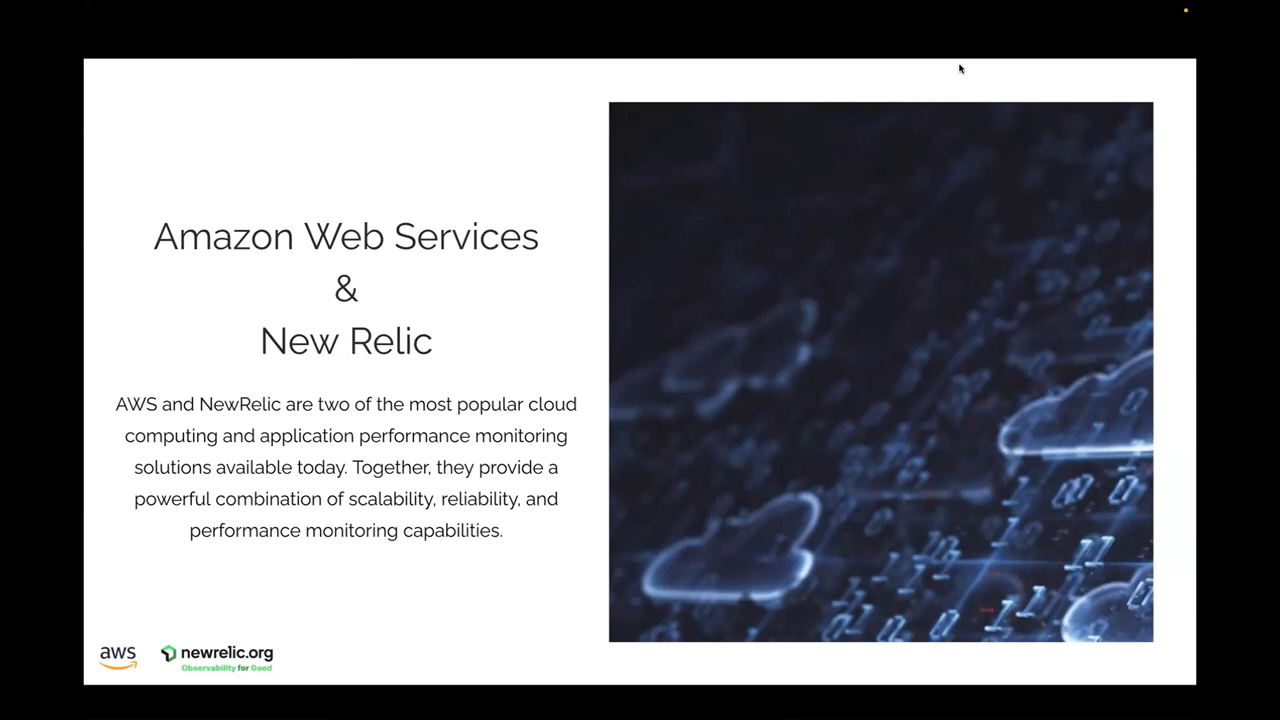 Amazon Web Services
&
New Relic
AWS and NewRelic are two of the most popular cloud
computing and application performance monitoring
solutions available today. Together, they provide a
powerful combination of scalability, reliability, and
performance monitoring capabilities.
aws
newrelic.org
Observability for Good